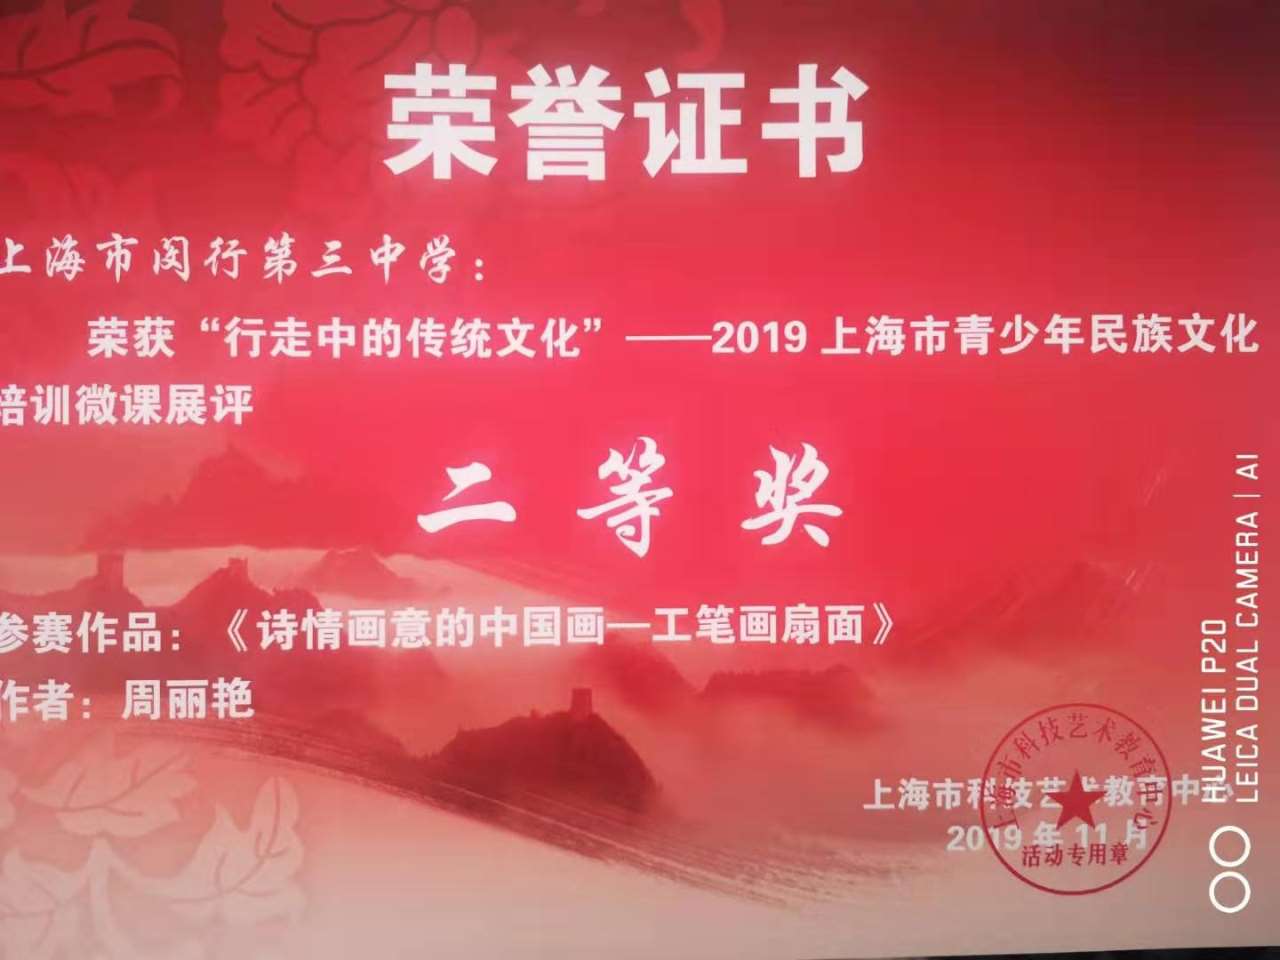 荣誉证书
上海市闵行第三中学：
荣获“行走中的传统文化”——2019 上海市青少年民族文化
培训微课展评
二等奖
参赛作品：《诗情画意的中国画—工笔画扇面》
作者：周丽艳
上海市科技艺术教育中心
2019 年 11 月
上海市科技艺术教育中心
活动专用章
HUAWEI P20
LEICA DUAL CAMERA | AI